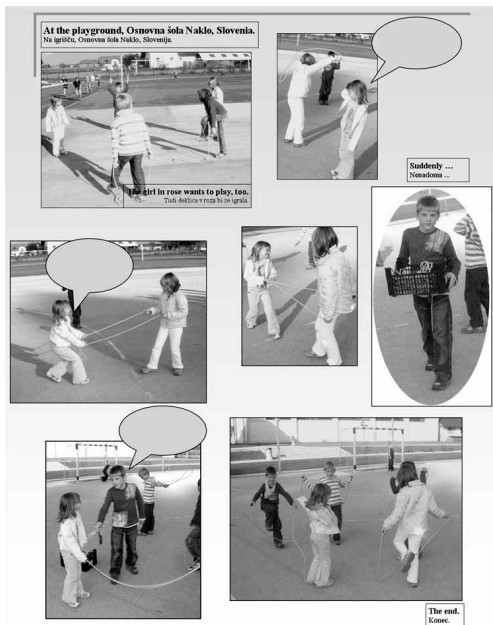 At the playground, Osnovna šola Naklo, Slovenia.
Na igrišču, Osnovna šola Naklo, Slovenija.
The girl in rose wants to play, too.
Tudi deklica v roza bi se igrala.
Suddenly ...
Nenadoma ...
The end.
Konec.